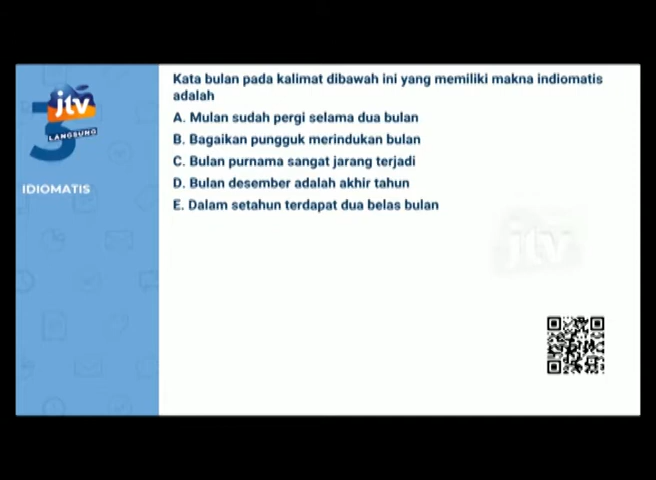 jtv
LANGSUNG
3
IDIOMATIS
Kata bulan pada kalimat dibawah ini yang memiliki makna indiomatis
adalah
A. Mulan sudah pergi selama dua bulan
B. Bagaikan pungguk merindukan bulan
C. Bulan purnama sangat jarang terjadi
D. Bulan desember adalah akhir tahun
E. Dalam setahun terdapat dua belas bulan
jtv